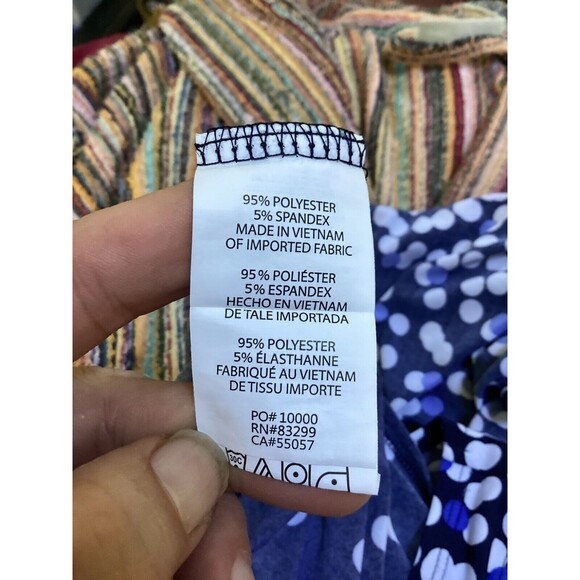 95% POLYESTER
5% SPANDEX
MADE IN VIETNAM
OF IMPORTED FABRIC
95% POLIÉSTER
5% ESPANDEX
HECHO EN VIETNAM
DE TALE IMPORTADA
95% POLYESTER
5% ÉLASTHANNE
FABRIQUÉ AU VIETNAM
DE TISSU IMPORTE
PO# 10000
RN#83299
CA#55057
30C